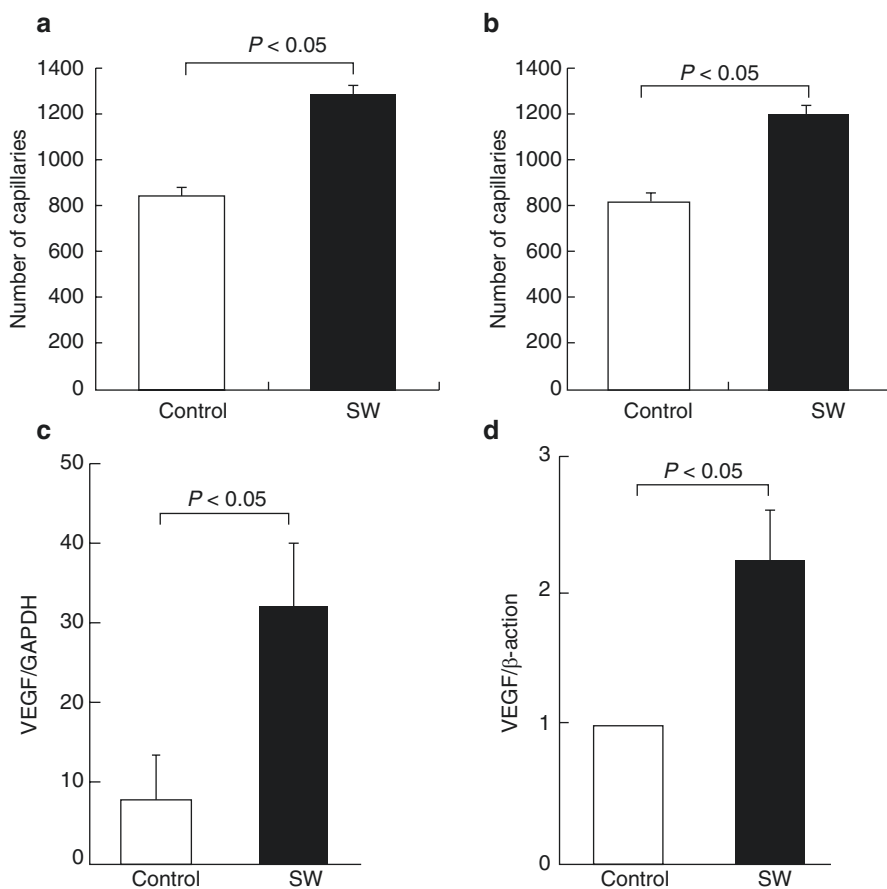 a
P < 0.05
1400
1200
1000
800
600
400
200
0
Number of capillaries
Control
SW
b
P < 0.05
1400
1200
1000
800
600
400
200
0
Number of capillaries
Control
SW
c
P < 0.05
50
40
30
20
10
0
VEGF/GAPDH
Control
SW
d
P < 0.05
3
2
1
0
VEGF/β-action
Control
SW